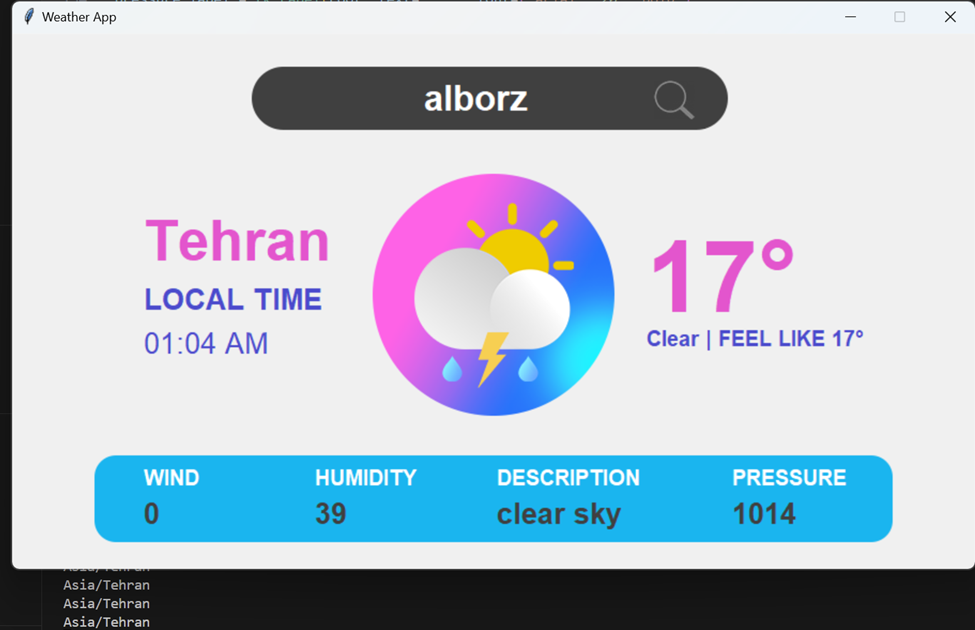 Weather App
alborz
Tehran
LOCAL TIME
01:04 AM
17°
Clear | FEEL LIKE 17°
WIND HUMIDITY DESCRIPTION PRESSURE
0 39 clear sky 1014
Asia/Tehran
Asia/Tehran
Asia/Tehran
Asia/Tehran